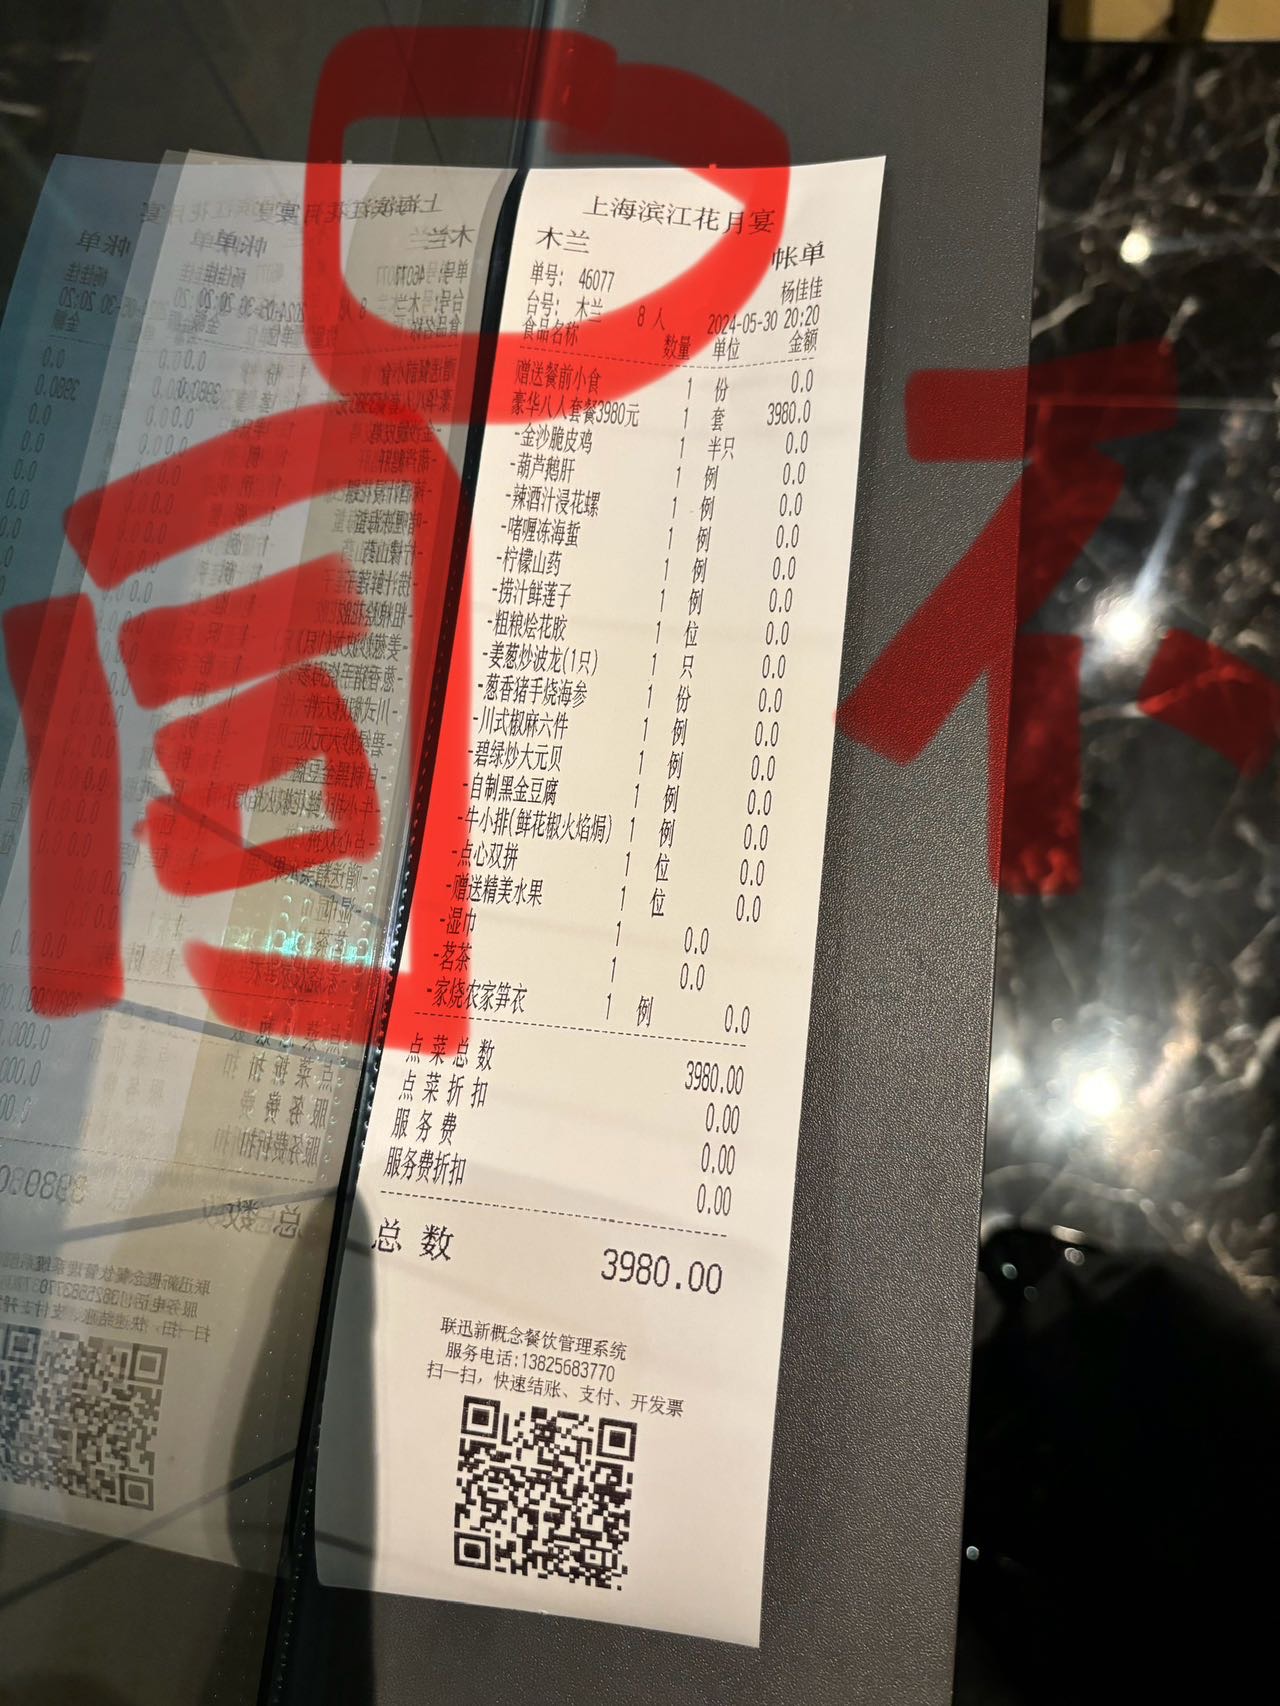 上海滨江花月宴
木兰 帐单
单号: 46077 杨佳佳
台号: 木兰 8 人 2024-05-30 20:20
食品名称 数量 单位 金额
赠送餐前小食 1 份 0.0
豪华八人套餐3980元 1 套 3980.0
-金沙脆皮鸡 1 半只 0.0
-葫芦鹅肝 1 例 0.0
-辣酒汁浸花螺 1 例 0.0
-啫喱冻海蜇 1 例 0.0
-柠檬山药 1 例 0.0
-捞汁鲜莲子 1 例 0.0
-粗粮烩花胶 1 位 0.0
-姜葱炒波龙(1只) 1 只 0.0
-葱香猪手烧海参 1 份 0.0
-川式椒麻六件 1 例 0.0
-碧绿炒大元贝 1 例 0.0
-自制黑金豆腐 1 例 0.0
-牛小排(鲜花椒火焰焗) 1 例 0.0
-点心双拼 1 位 0.0
-赠送精美水果 1 位 0.0
-湿巾 1 0.0
-茗茶 1 0.0
-家烧农家笋衣 1 例 0.0
点菜总数 3980.00
点菜折扣 0.00
服务费 0.00
服务费折扣 0.00
总数 3980.00
联迅新概念餐饮管理系统
服务电话:13825683770
扫一扫，快速结账、支付、开发票
不